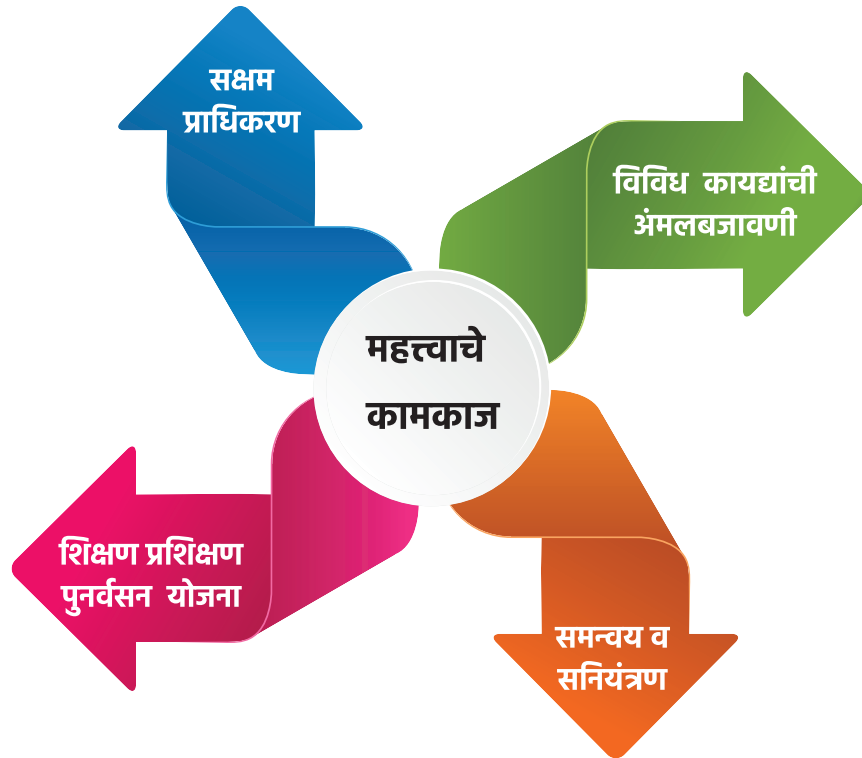 सक्षम
प्राधिकरण
विविध कायद्यांची
अंमलबजावणी
महत्त्वाचे
कामकाज
शिक्षण प्रशिक्षण
पुनर्वसन योजना
समन्वय व
सनियंत्रण